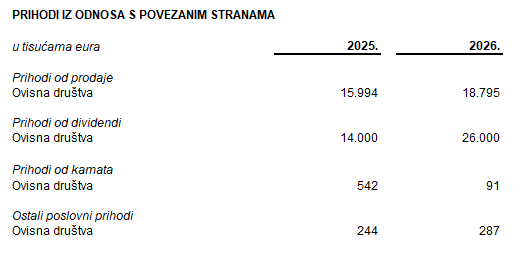 PRIHODI IZ ODNOSA S POVEZANIM STRANAMA
u tisućama eura 2025. 2026.
Prihodi od prodaje
Ovisna društva 15.994 18.795
Prihodi od dividendi
Ovisna društva 14.000 26.000
Prihodi od kamata
Ovisna društva 542 91
Ostali poslovni prihodi
Ovisna društva 244 287